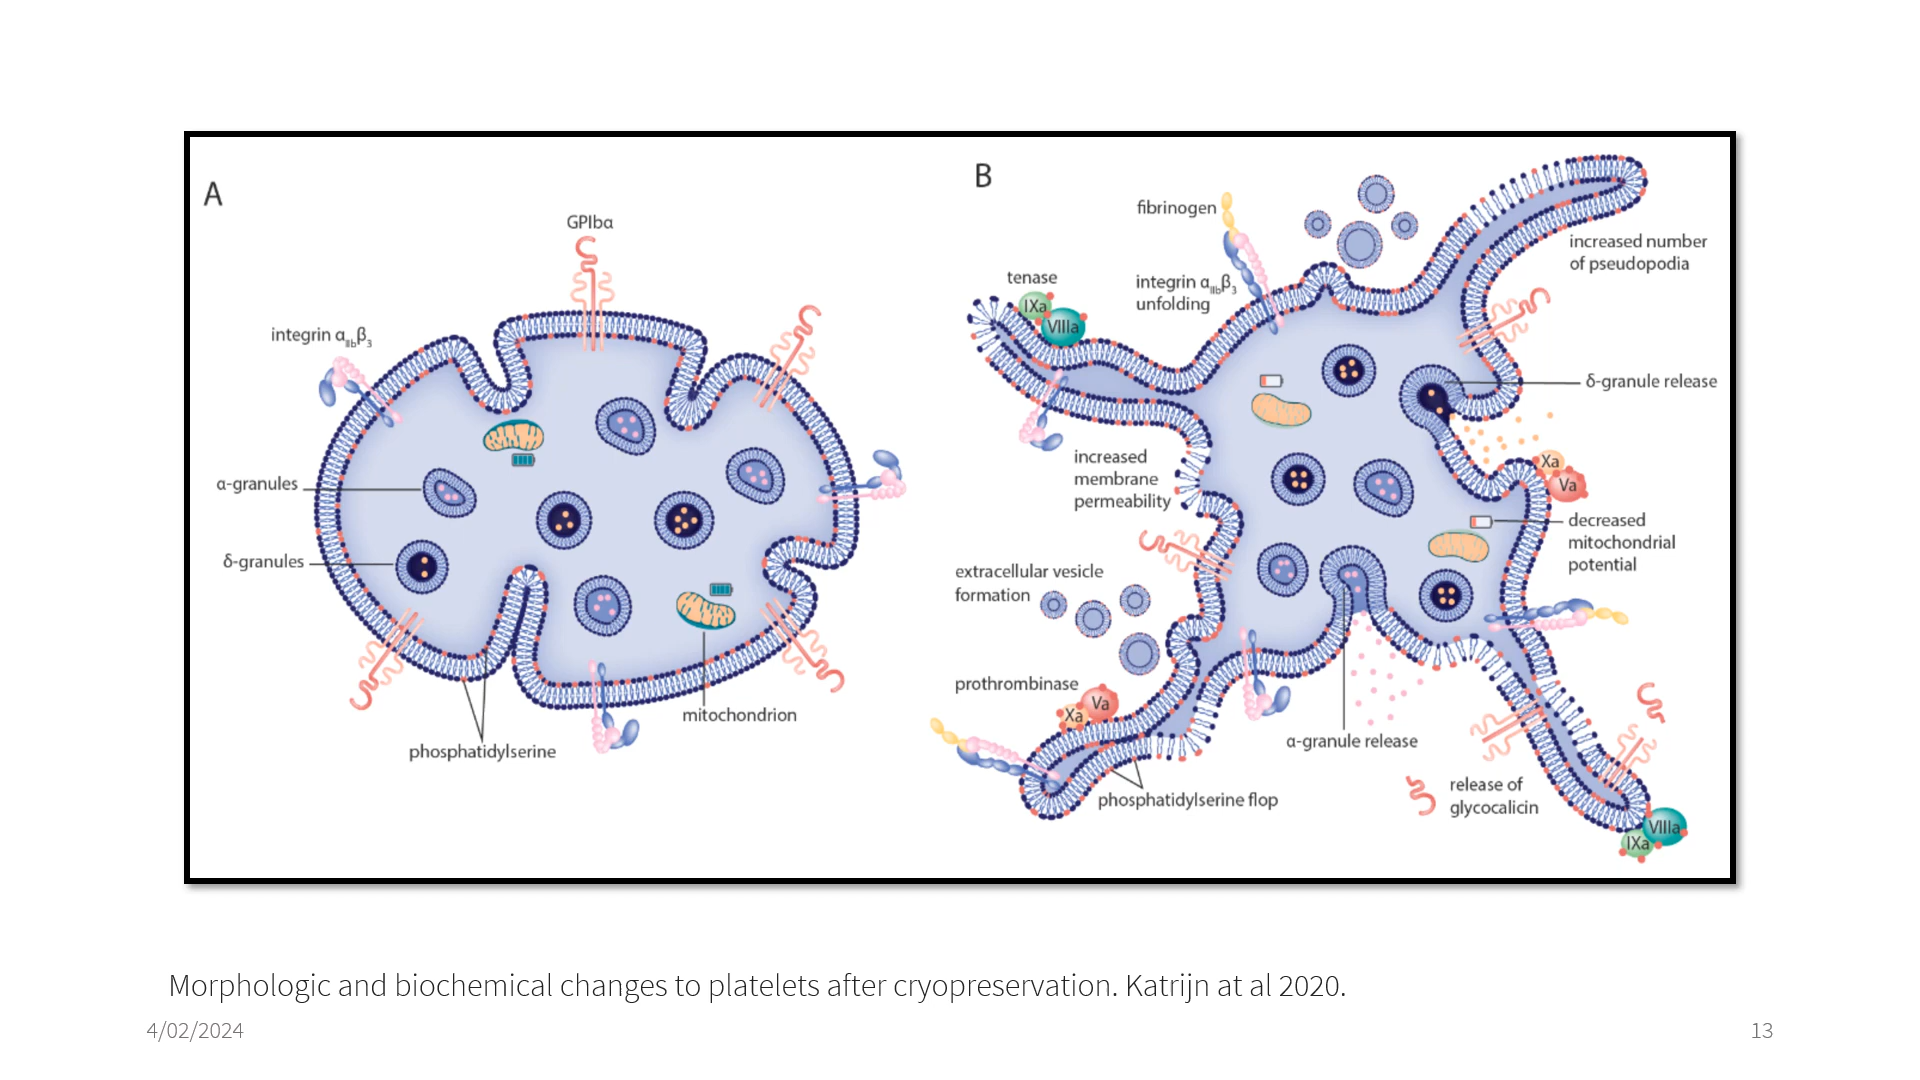 A
GPIbα
integrin αIIbβ3
α-granules
δ-granules
phosphatidylserine
mitochondrion
B
fibrinogen
tenase
IXa
VIIIa
integrin αIIbβ3
unfolding
increased number
of pseudopodia
δ-granule release
increased
membrane
permeability
Xa
Va
decreased
mitochondrial
potential
extracellular vesicle
formation
prothrombinase
Va
Xa
α-granule release
phosphatidylserine flop
release of
glycocalicin
VIIIa
IXa
Morphologic and biochemical changes to platelets after cryopreservation. Katrijn at al 2020.
4/02/2024
13